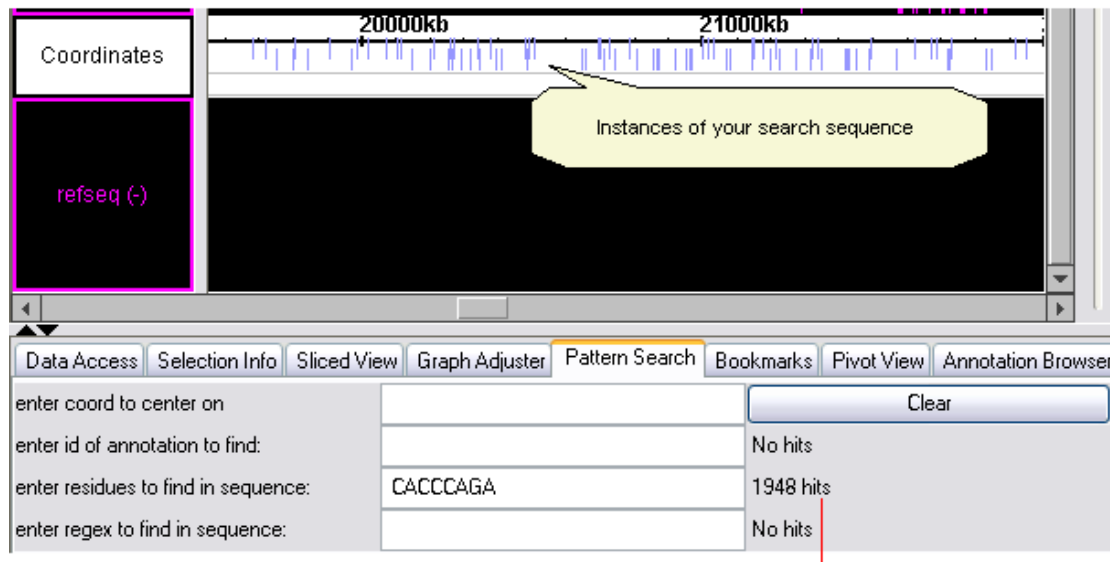 20000kb 21000kb
Coordinates
Instances of your search sequence
refseq (-)
Data Access Selection Info Sliced View Graph Adjuster Pattern Search Bookmarks Pivot View Annotation Browser
enter coord to center on Clear
enter id of annotation to find: No hits
enter residues to find in sequence: CACCCAGA 1948 hits
enter regex to find in sequence: No hits